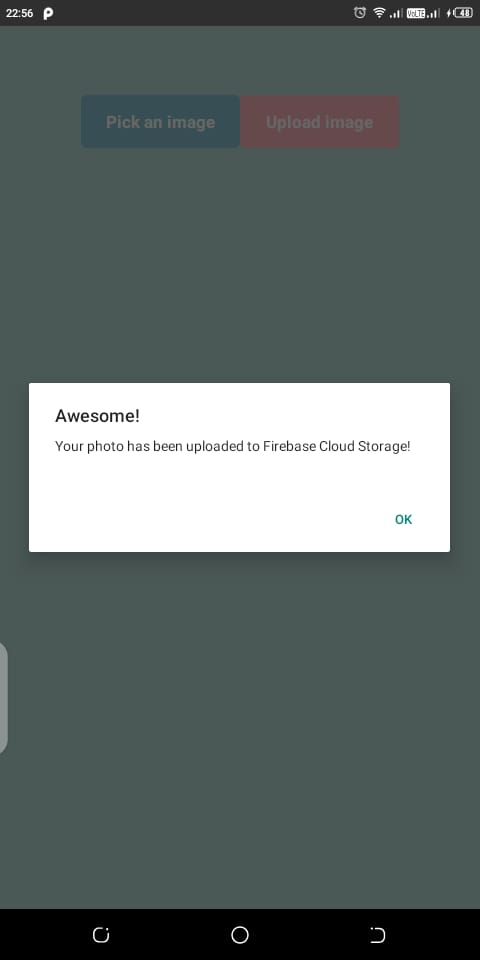 22:56
VoLTE
48
Pick an image
Upload image
Awesome!
Your photo has been uploaded to Firebase Cloud Storage!
OK